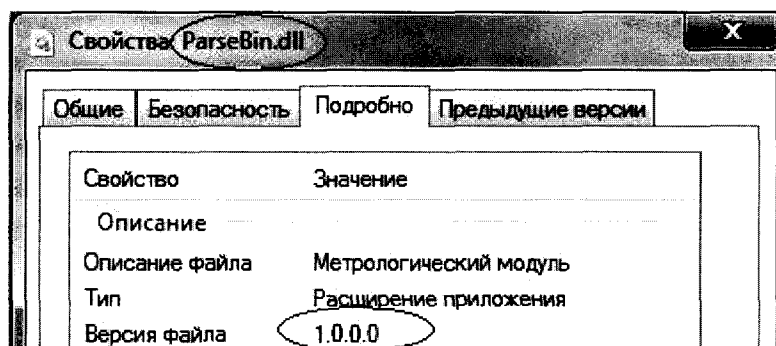 Свойства: ParseBin.dll
Общие Безопасность Подробно Предыдущие версии
Свойство Значение
Описание
Описание файла Метрологический модуль
Тип Расширение приложения
Версия файла 1.0.0.0